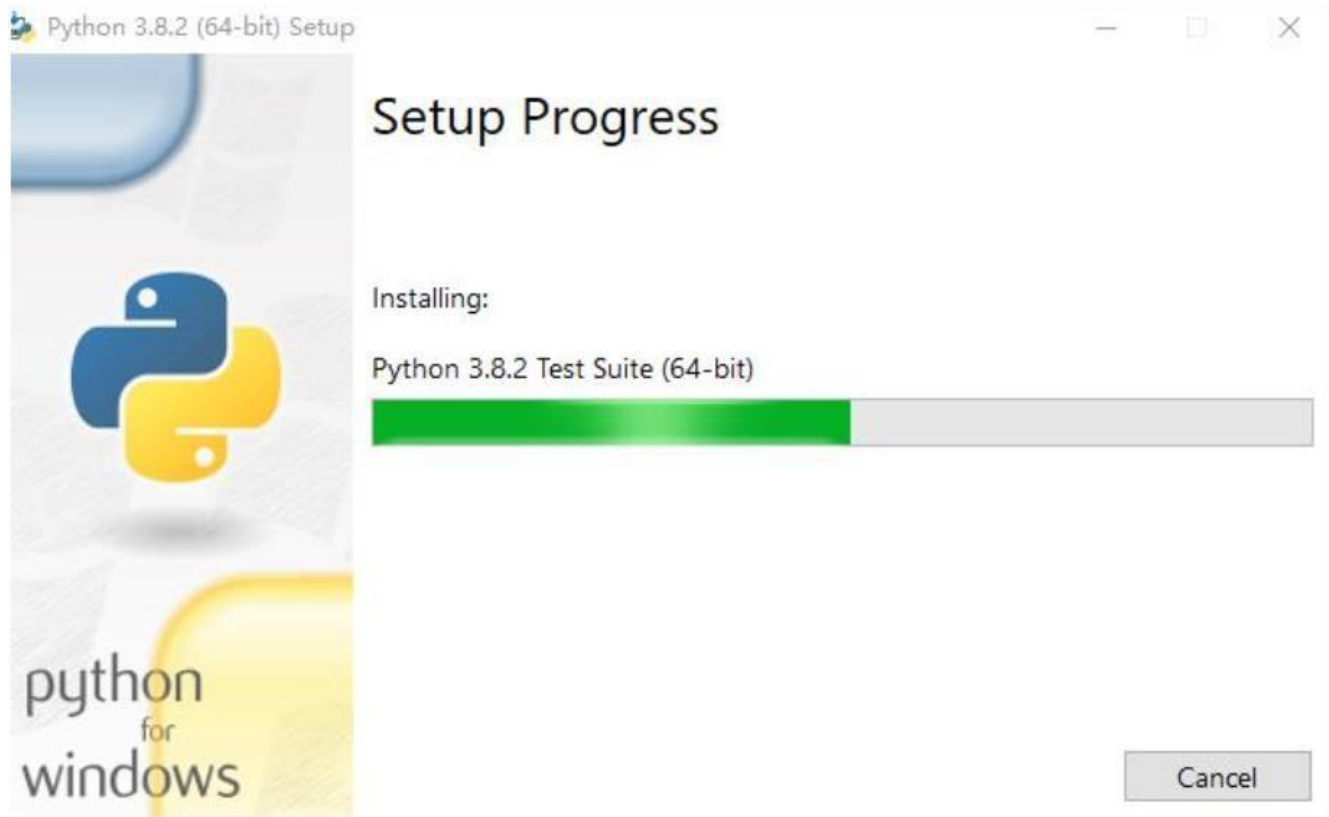 Python 3.8.2 (64-bit) Setup
Setup Progress
Installing:
Python 3.8.2 Test Suite (64-bit)
python
for
windows
Cancel